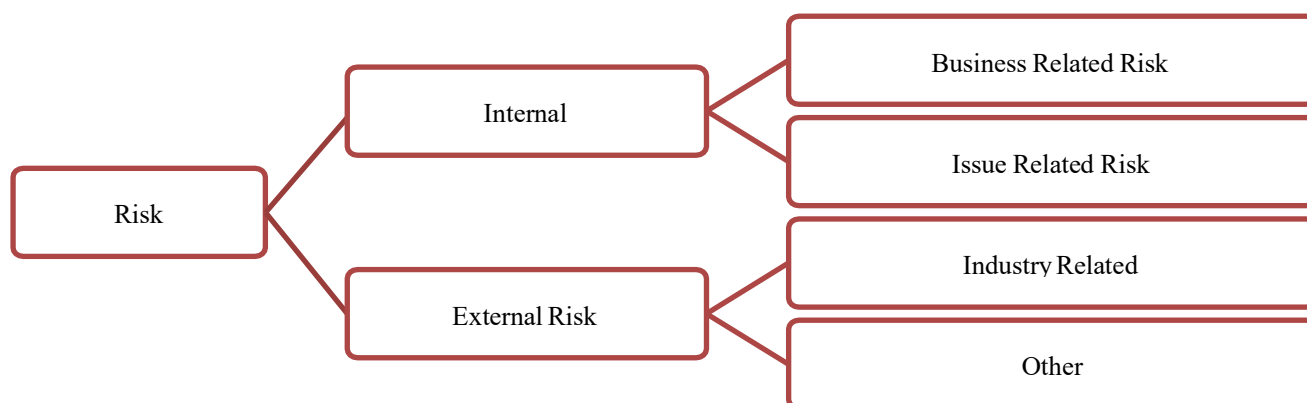 Risk
Internal
External Risk
Business Related Risk
Issue Related Risk
Industry Related
Other